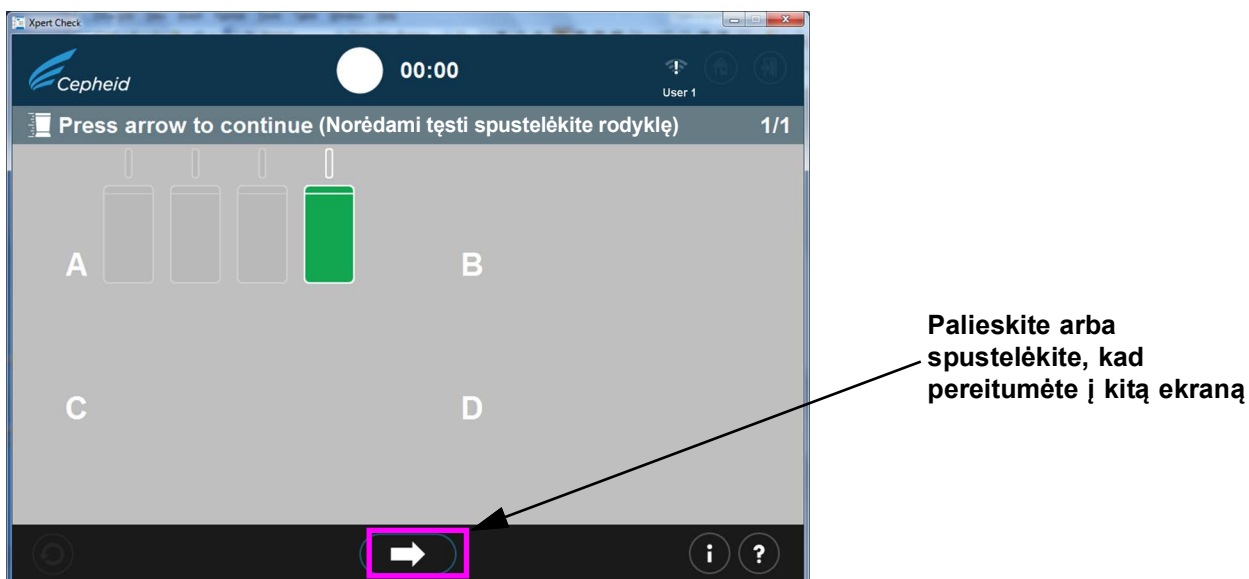 Xpert Check
Cepheid
00:00
User 1
Press arrow to continue (Norėdami tęsti spustelėkite rodyklę) 1/1
A
B
C
D
Palieskite arba
spustelėkite, kad
pereitumėte į kitą ekraną
i ?